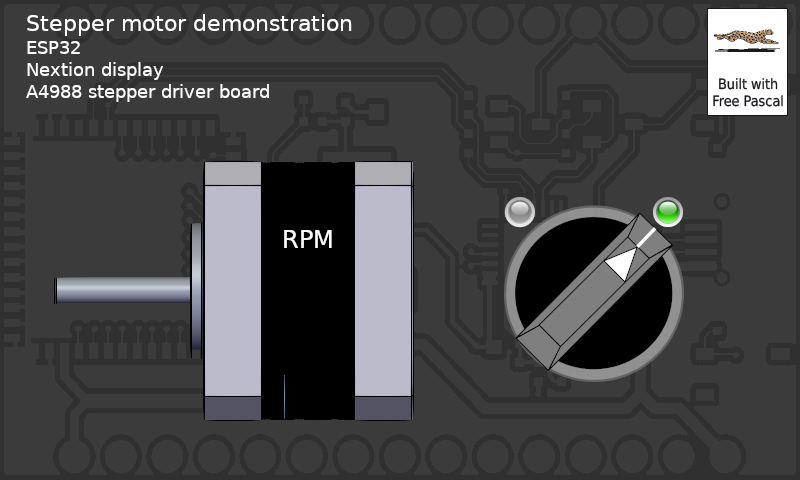 Stepper motor demonstration
ESP32
Nextion display
A4988 stepper driver board
Built with
Free Pascal
RPM